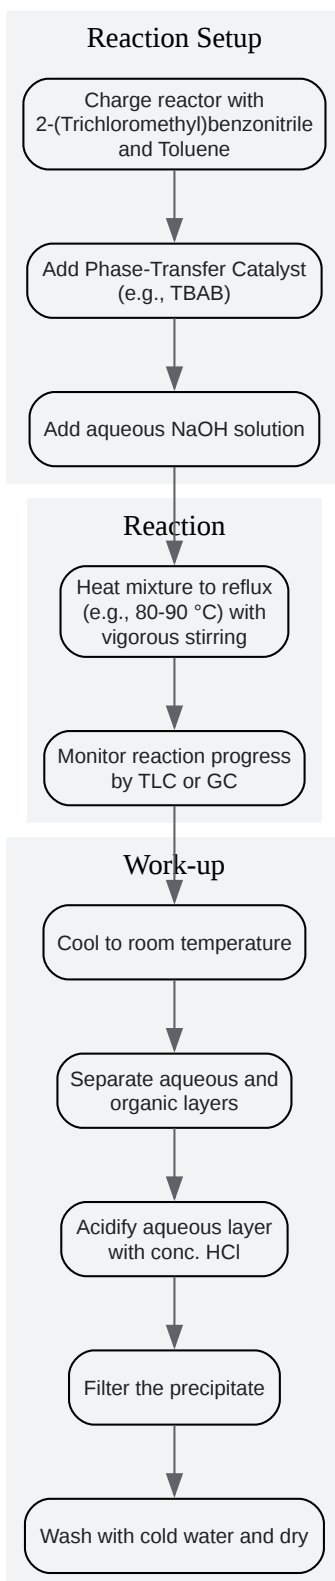 Reaction Setup
Charge reactor with
2-(Trichloromethyl)benzonitrile
and Toluene
Add Phase-Transfer Catalyst
(e.g., TBAB)
Add aqueous NaOH solution
Reaction
Heat mixture to reflux
(e.g., 80-90 °C) with
vigorous stirring
Monitor reaction progress
by TLC or GC
Work-up
Cool to room temperature
Separate aqueous and
organic layers
Acidify aqueous layer
with conc. HCl
Filter the precipitate
Wash with cold water and dry